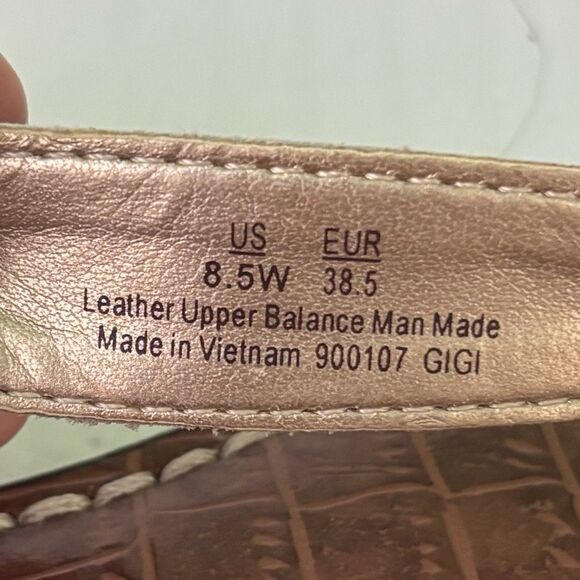 US EUR
8.5W 38.5
Leather Upper Balance Man Made
Made in Vietnam 900107 GIGI